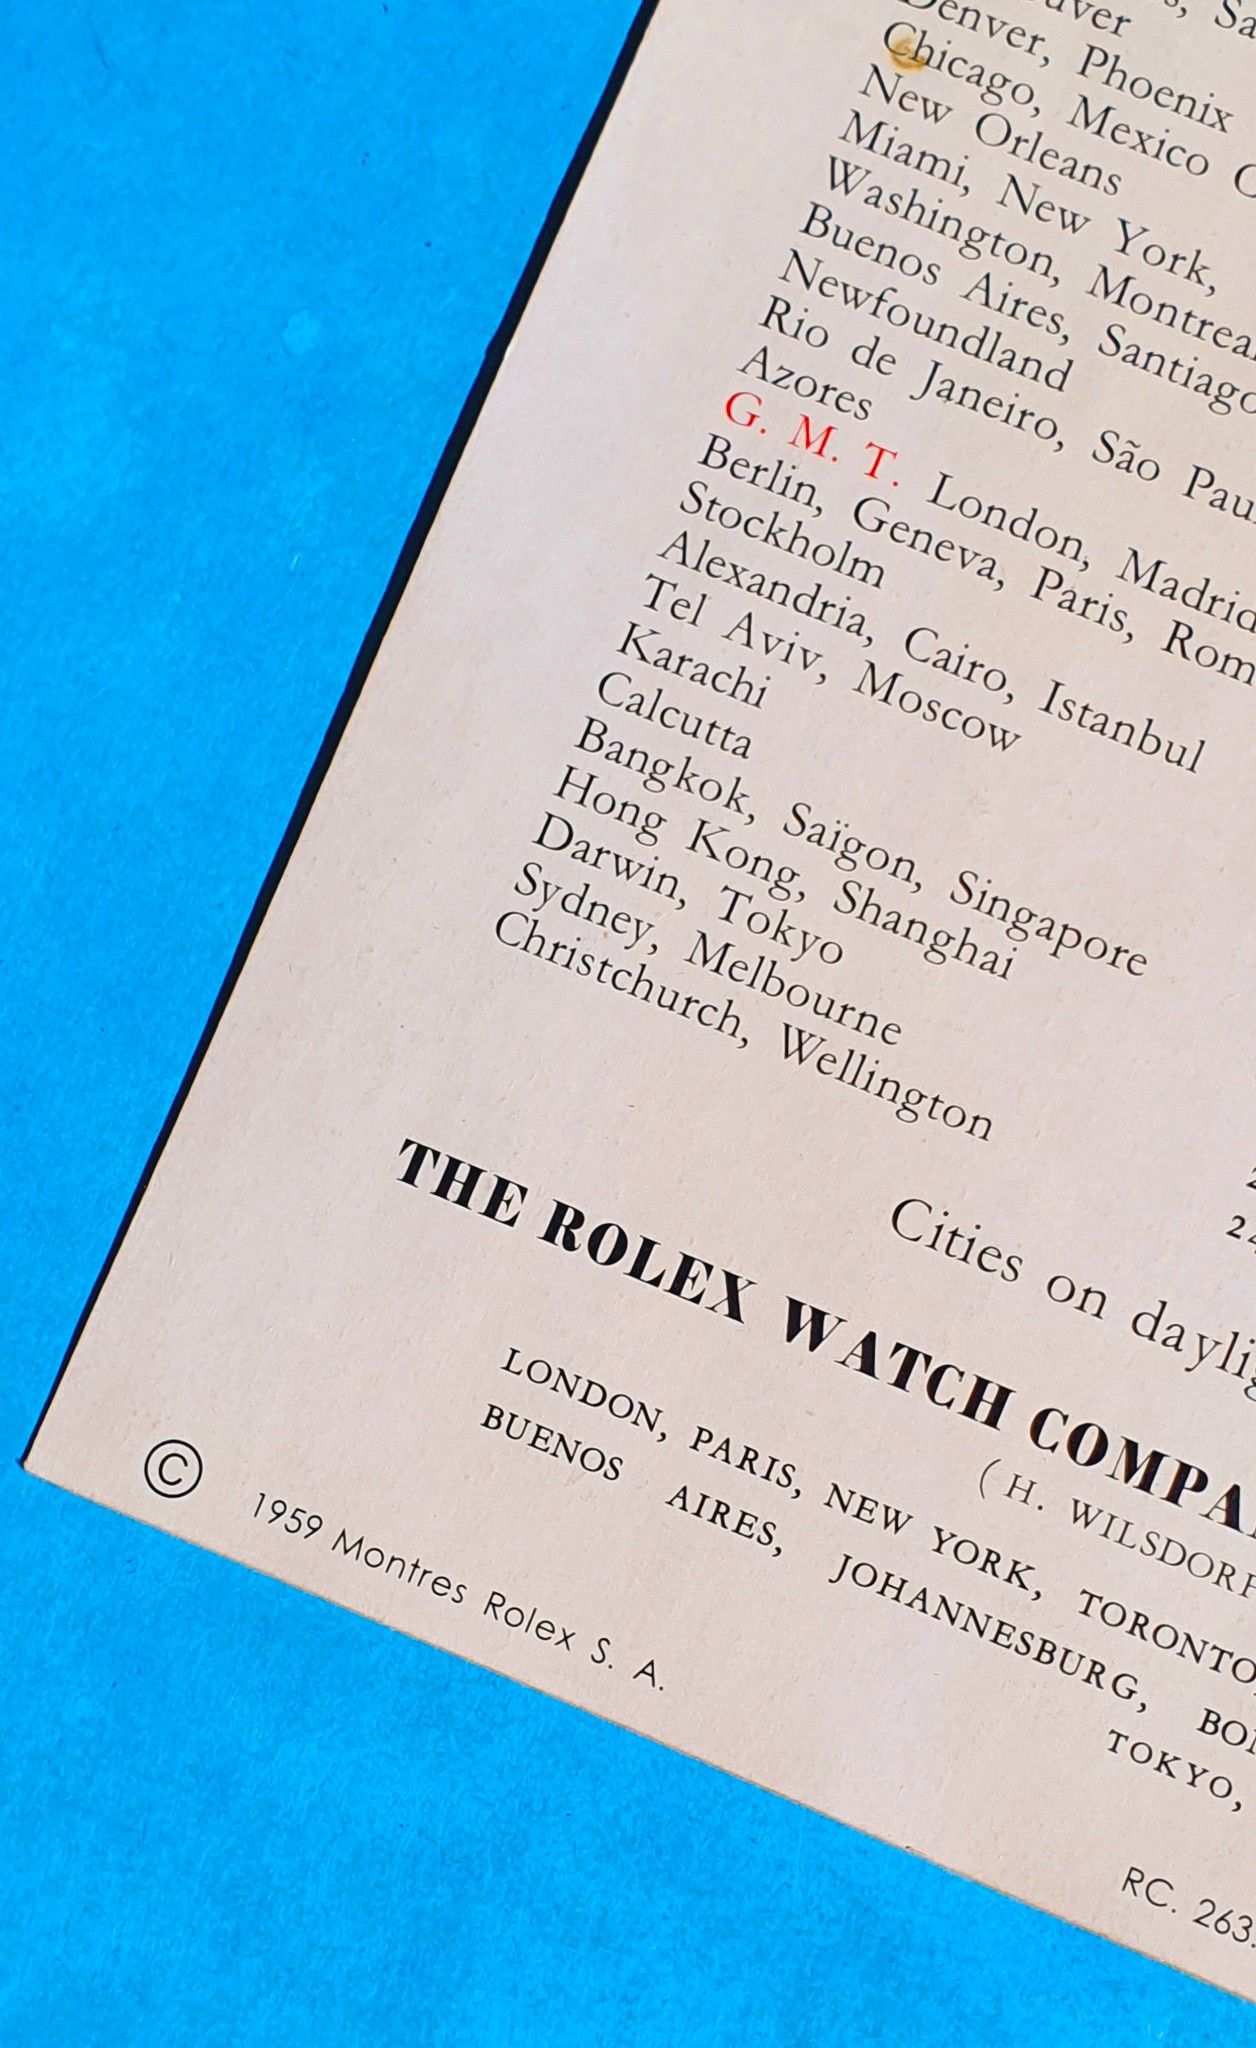 Denver, Phoenix
Chicago, Mexico
New Orleans
Miami, New York,
Washington, Montreal
Buenos Aires, Santiago
Newfoundland
Rio de Janeiro, São
Azores
G. M. T. London, Madrid
Berlin, Geneva, Paris,
Stockholm
Alexandria, Cairo, Istanbul
Tel Aviv, Moscow
Karachi
Calcutta
Bangkok, Saïgon, Singapore
Hong Kong, Shanghai
Darwin, Tokyo
Sydney, Melbourne
Christchurch, Wellington
Cities on
THE ROLEX WATCH
(H. WILSDORF
LONDON, PARIS, NEW YORK, TORONTO,
BUENOS AIRES, JOHANNESBURG,
TOKYO,
© 1959 Montres Rolex S. A.
RC. 263.